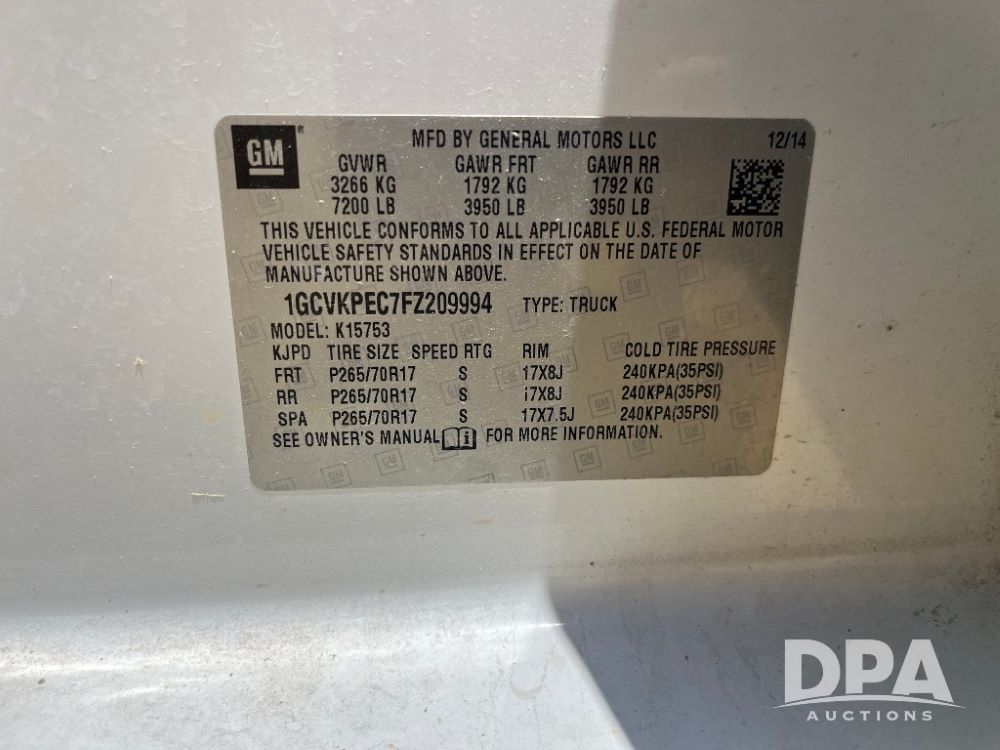 GM
MFD BY GENERAL MOTORS LLC 12/14
GVWR GAWR FRT GAWR RR
3266 KG 1792 KG 1792 KG
7200 LB 3950 LB 3950 LB
THIS VEHICLE CONFORMS TO ALL APPLICABLE U.S. FEDERAL MOTOR
VEHICLE SAFETY STANDARDS IN EFFECT ON THE DATE OF
MANUFACTURE SHOWN ABOVE.
1GCVKPEC7FZ209994 TYPE: TRUCK
MODEL: K15753
KJPD TIRE SIZE SPEED RTG RIM COLD TIRE PRESSURE
FRT P265/70R17 S 17X8J 240KPA(35PSI)
RR P265/70R17 S 17X8J 240KPA(35PSI)
SPA P265/70R17 S 17X7.5J 240KPA(35PSI)
SEE OWNER'S MANUAL i FOR MORE INFORMATION.
DPA
AUCTIONS